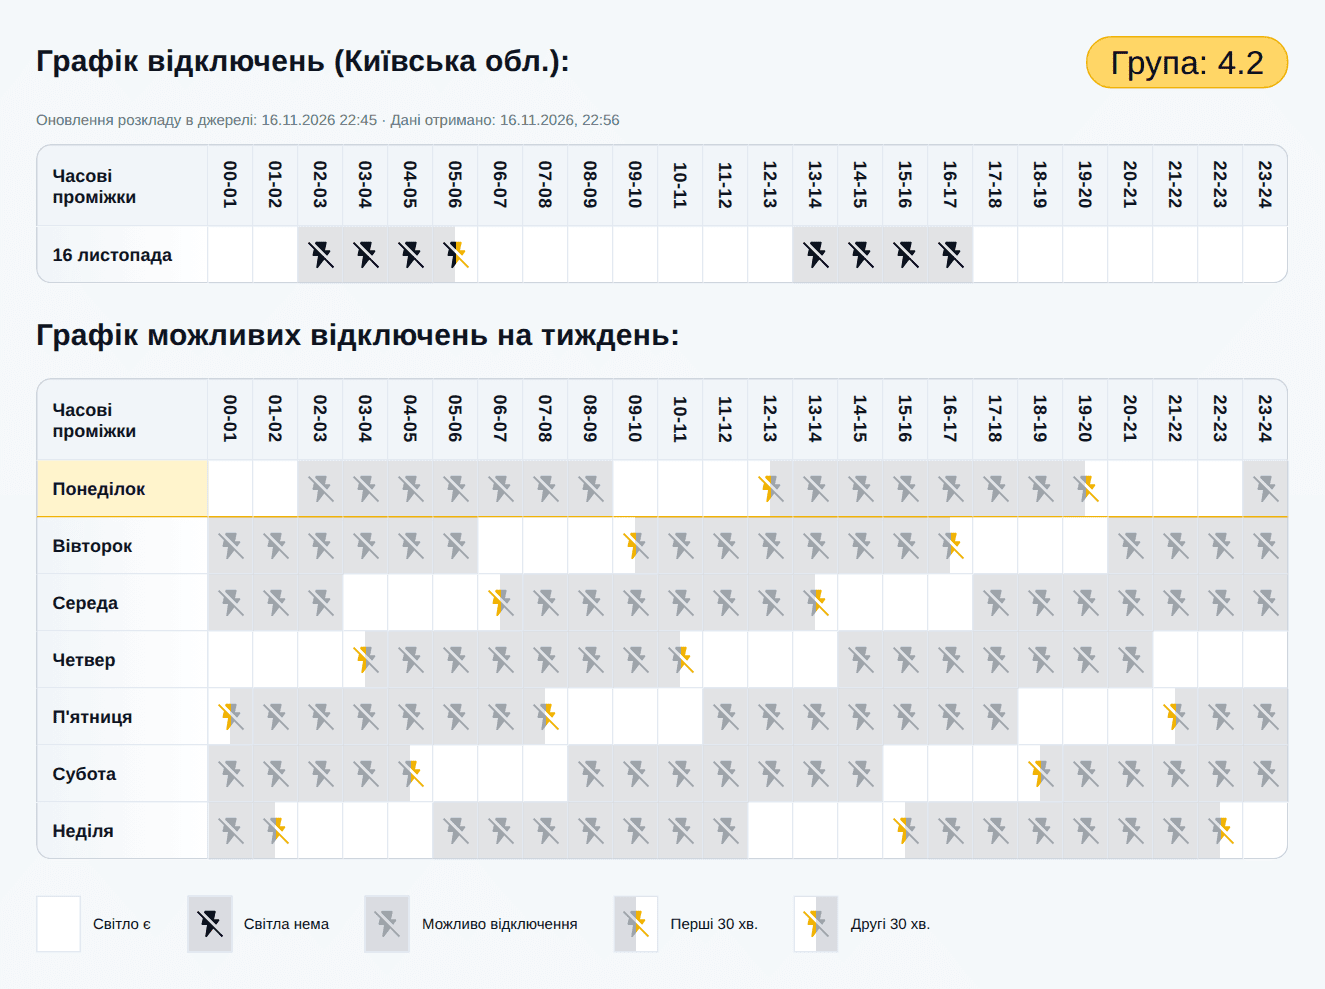 Графік відключень (Київська обл.):
Група: 4.2
Оновлення розкладу в джерелі: 16.11.2026 22:45 · Дані отримано: 16.11.2026, 22:56
Часові
проміжки
00-01 01-02 02-03 03-04 04-05 05-06 06-07 07-08 08-09 09-10 10-11 11-12 12-13 13-14 14-15 15-16 16-17 17-18 18-19 19-20 20-21 21-22 22-23 23-24
16 листопада
Графік можливих відключень на тиждень:
Часові
проміжки
00-01 01-02 02-03 03-04 04-05 05-06 06-07 07-08 08-09 09-10 10-11 11-12 12-13 13-14 14-15 15-16 16-17 17-18 18-19 19-20 20-21 21-22 22-23 23-24
Понеділок
Вівторок
Середа
Четвер
П'ятниця
Субота
Неділя
Світло є
Світла нема
Можливо відключення
Перші 30 хв.
Другі 30 хв.